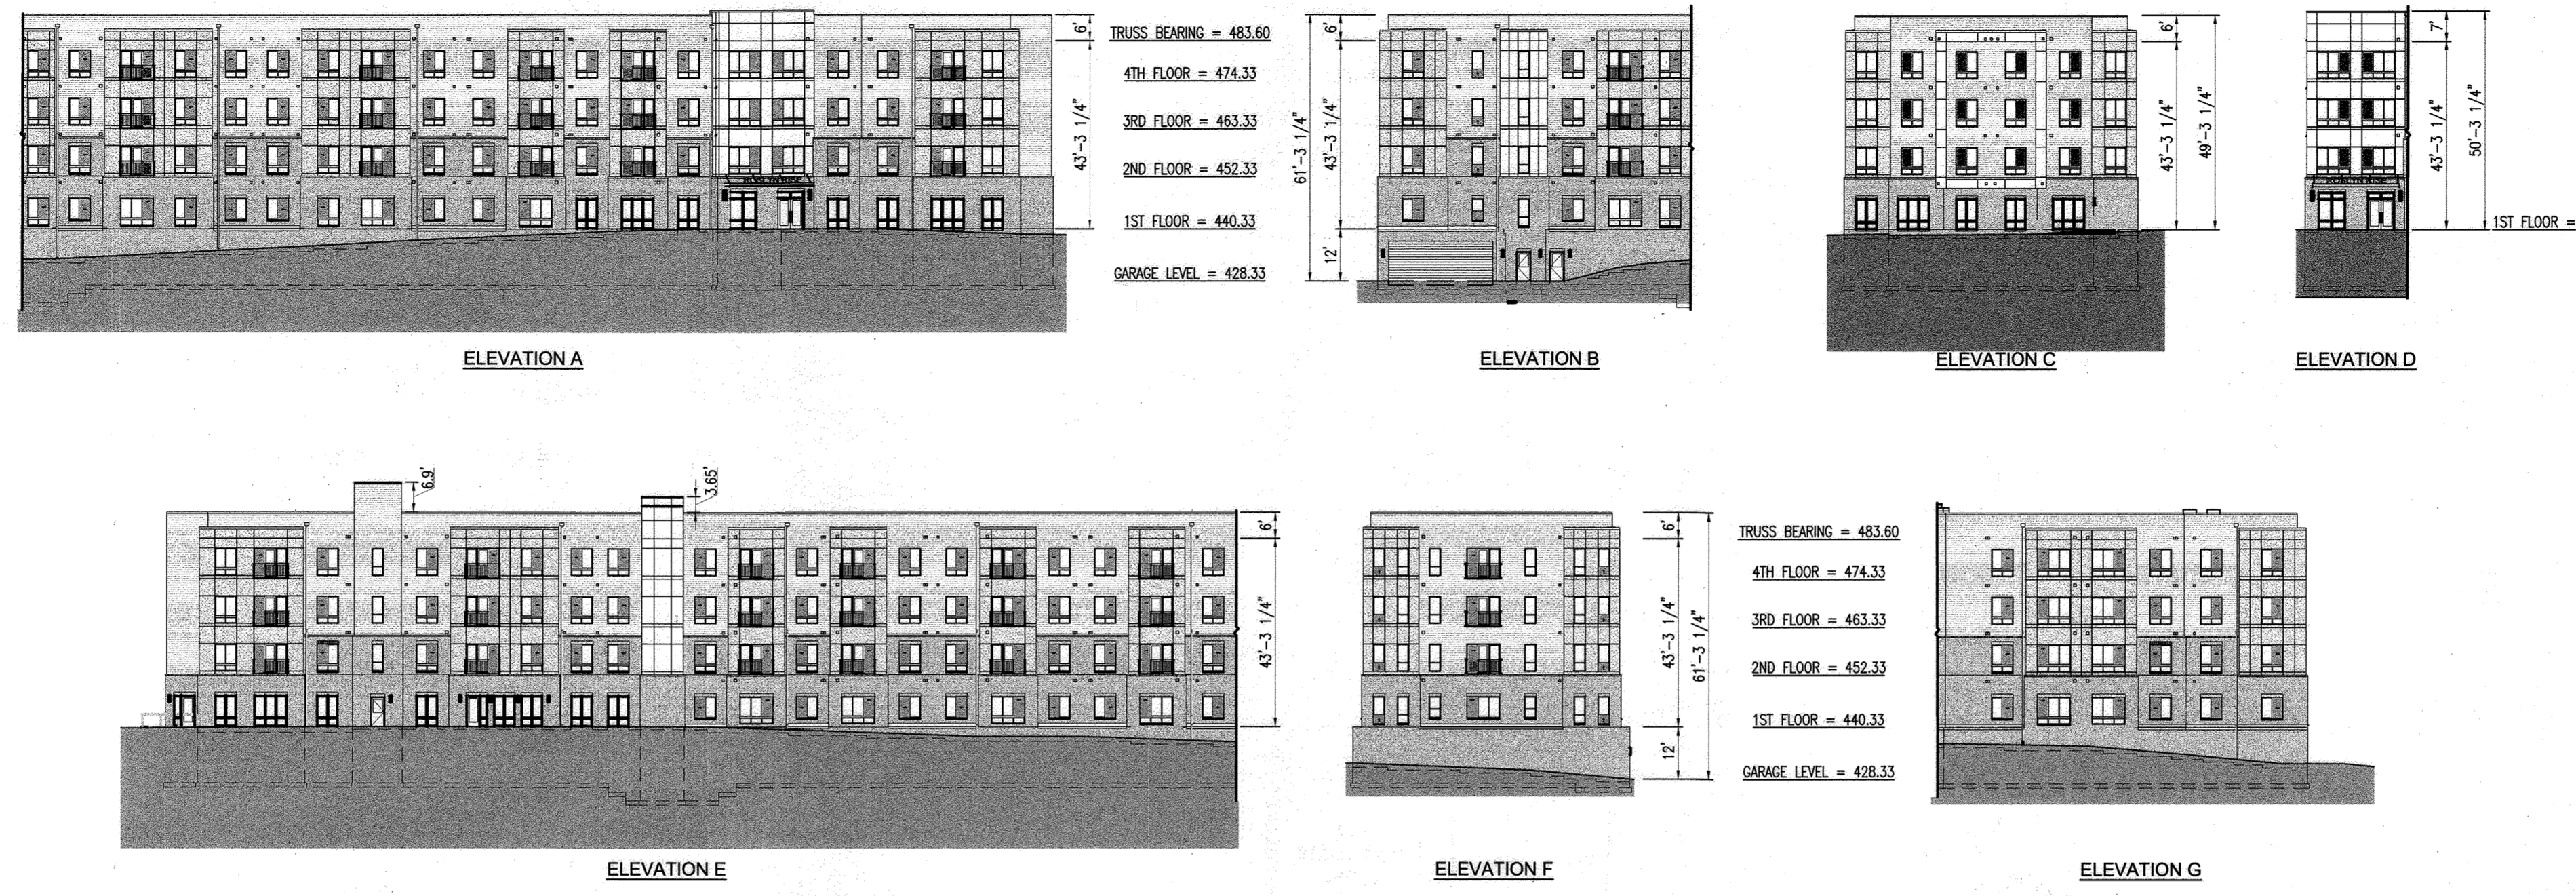 6'
43'-3 1/4"
TRUSS BEARING = 483.60
4TH FLOOR = 474.33
3RD FLOOR = 463.33
2ND FLOOR = 452.33
1ST FLOOR = 440.33
GARAGE LEVEL = 428.33
ELEVATION A
61'-3 1/4"
6'
43'-3 1/4"
12'
ELEVATION B
6'
43'-3 1/4"
49'-3 1/4"
ELEVATION C
7'
43'-3 1/4"
50'-3 1/4"
1ST FLOOR =
ELEVATION D
6.9'
3.65'
6'
43'-3 1/4"
ELEVATION E
6'
43'-3 1/4"
12'
61'-3 1/4"
TRUSS BEARING = 483.60
4TH FLOOR = 474.33
3RD FLOOR = 463.33
2ND FLOOR = 452.33
1ST FLOOR = 440.33
GARAGE LEVEL = 428.33
ELEVATION F
ELEVATION G